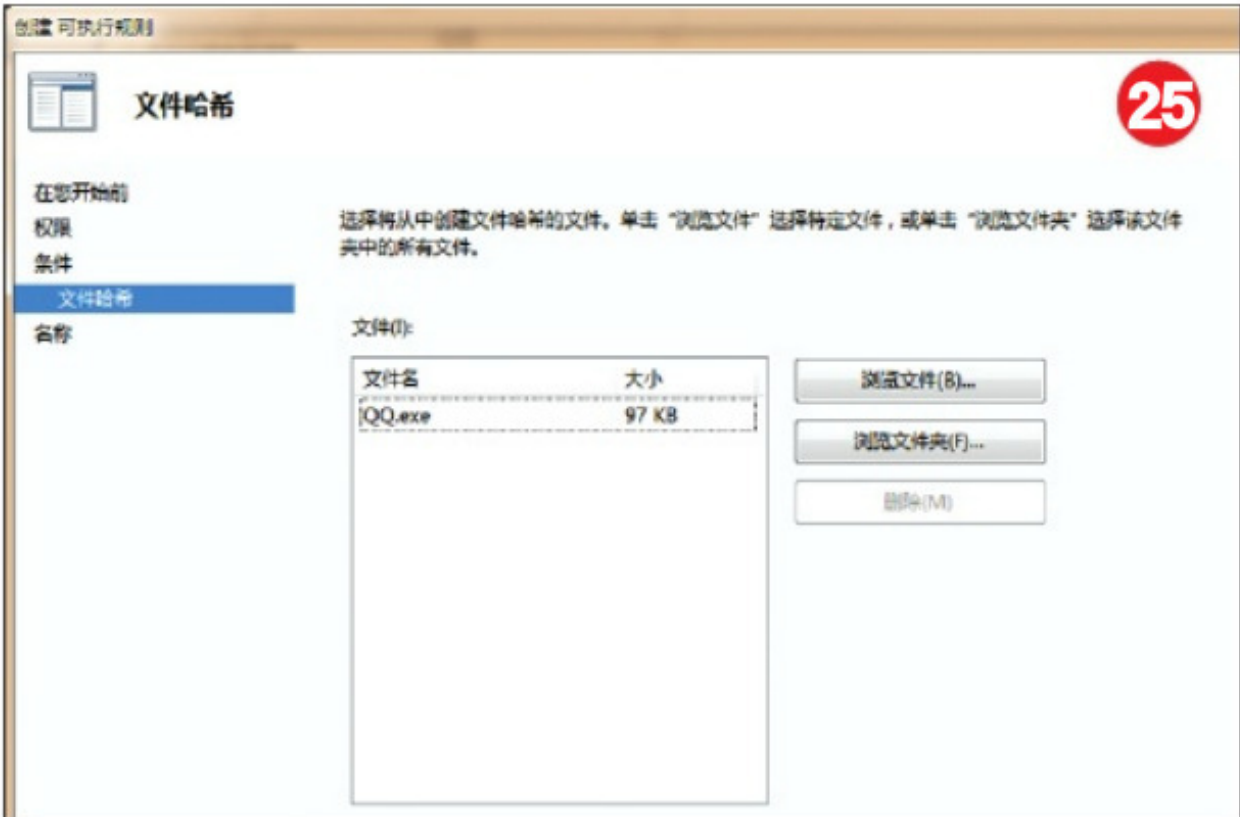 创建 可执行规则
文件哈希
25
在您开始前
权限
条件
文件哈希
名称
选择将从中创建文件哈希的文件。单击“浏览文件”选择特定文件，或单击“浏览文件夹”选择该文件
夹中的所有文件。
文件(I):
文件名 大小
QQ.exe 97 KB
浏览文件(B)...
浏览文件夹(F)...
删除(M)